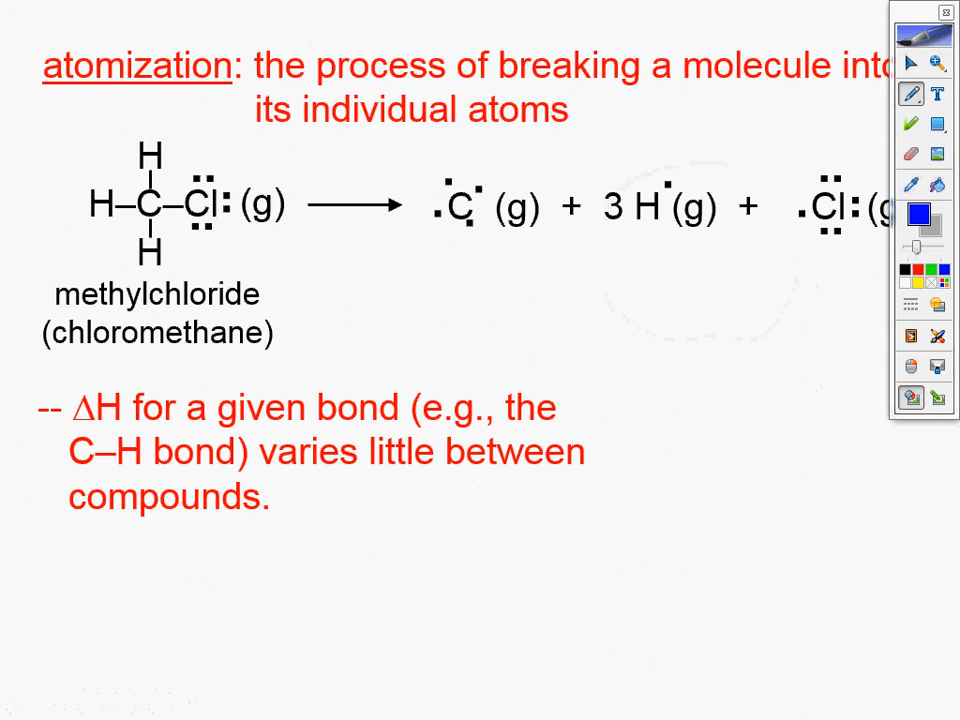 atomization: the process of breaking a molecule into
its individual atoms
H
H–C–Cl (g) → C (g) + 3 H (g) + Cl (g
H
methylchloride
(chloromethane)
-- ΔH for a given bond (e.g., the
C–H bond) varies little between
compounds.